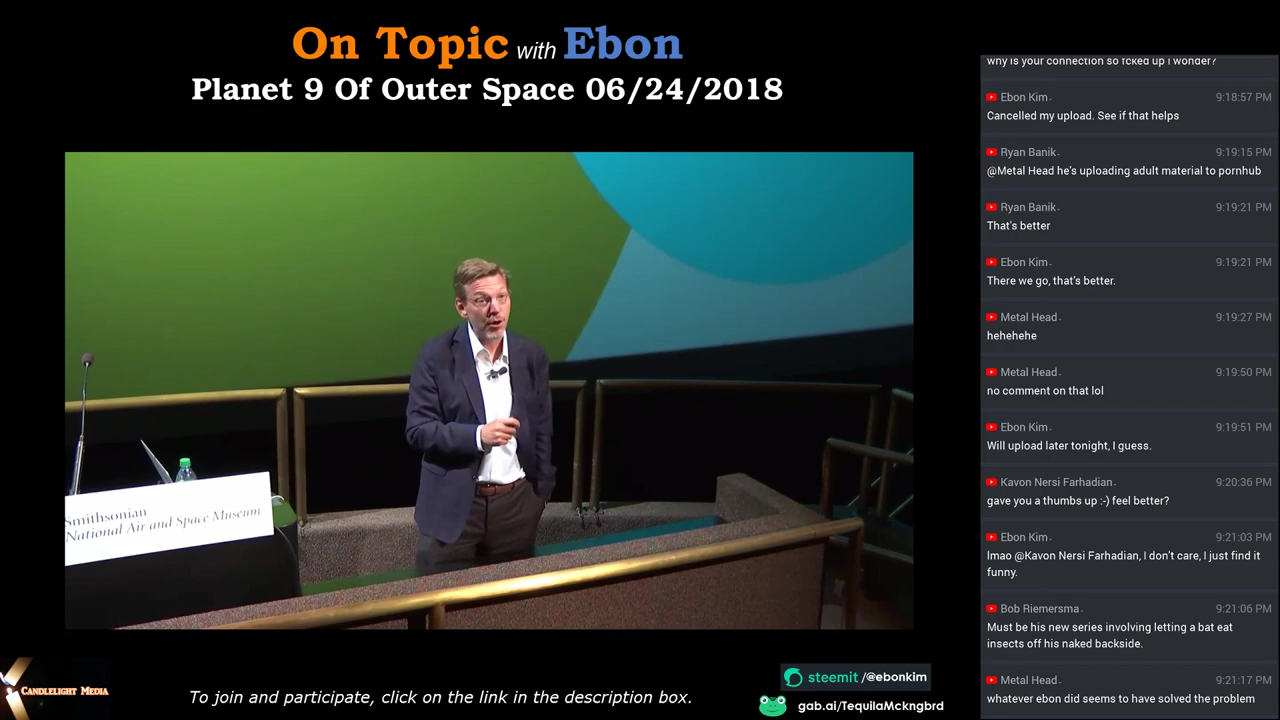 On Topic with Ebon
Planet 9 Of Outer Space 06/24/2018
Smithsonian
National Air and Space Museum
CANDLELIGHT MEDIA
To join and participate, click on the link in the description box.
steemit /@ebonkim
gab.ai/TequilaMckngbrd
why is your connection so fcked up I wonder?
Ebon Kim 9:18:57 PM
Cancelled my upload. See if that helps
Ryan Banik 9:19:15 PM
@Metal Head he's uploading adult material to pornhub
Ryan Banik 9:19:21 PM
That's better
Ebon Kim 9:19:21 PM
There we go, that's better.
Metal Head 9:19:27 PM
hehehehe
Metal Head 9:19:50 PM
no comment on that lol
Ebon Kim 9:19:51 PM
Will upload later tonight, I guess.
Kavon Nersi Farhadian 9:20:36 PM
gave you a thumbs up :-) feel better?
Ebon Kim 9:21:03 PM
lmao @Kavon Nersi Farhadian, I don't care, I just find it
funny.
Bob Riemersma 9:21:06 PM
Must be his new series involving letting a bat eat
insects off his naked backside.
Metal Head 9:21:17 PM
whatever ebon did seems to have solved the problem